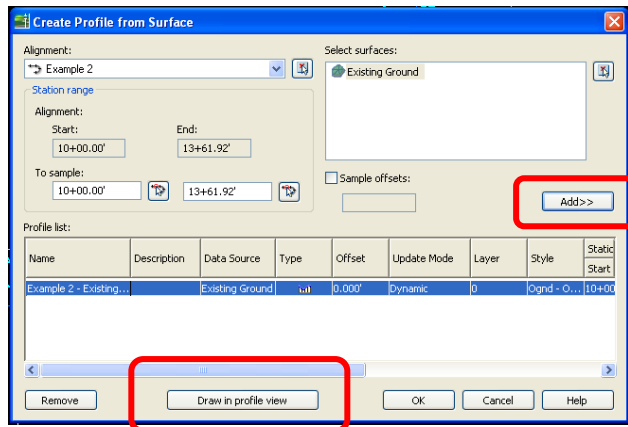 Create Profile from Surface
Alignment:
Select surfaces:
Example 2
Existing Ground
Station range
Alignment:
Start: End:
10+00.00' 13+61.92'
To sample:
10+00.00' 13+61.92'
Sample offsets:
Add>>
Profile list:
Name Description Data Source Type Offset Update Mode Layer Style Static
Start
Example 2 - Existing... Existing Ground 0.000' Dynamic 0 Ognd - O... 10+00
Remove Draw in profile view OK Cancel Help